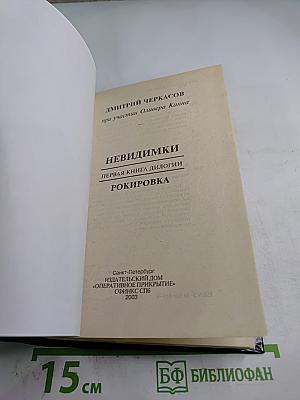 ДМИТРИЙ ЧЕРКАСОВ
при участии Оливера Канна
НЕВИДИМКИ
ПЕРВАЯ КНИГА ДИЛОГИИ
РОКИРОВКА
Санкт-Петербург
ИЗДАТЕЛЬСКИЙ ДОМ
«ОПЕРАТИВНОЕ ПРИКРЫТИЕ»
СФИНКС СПб
2003
15 см
БФ БИБЛИОФАН